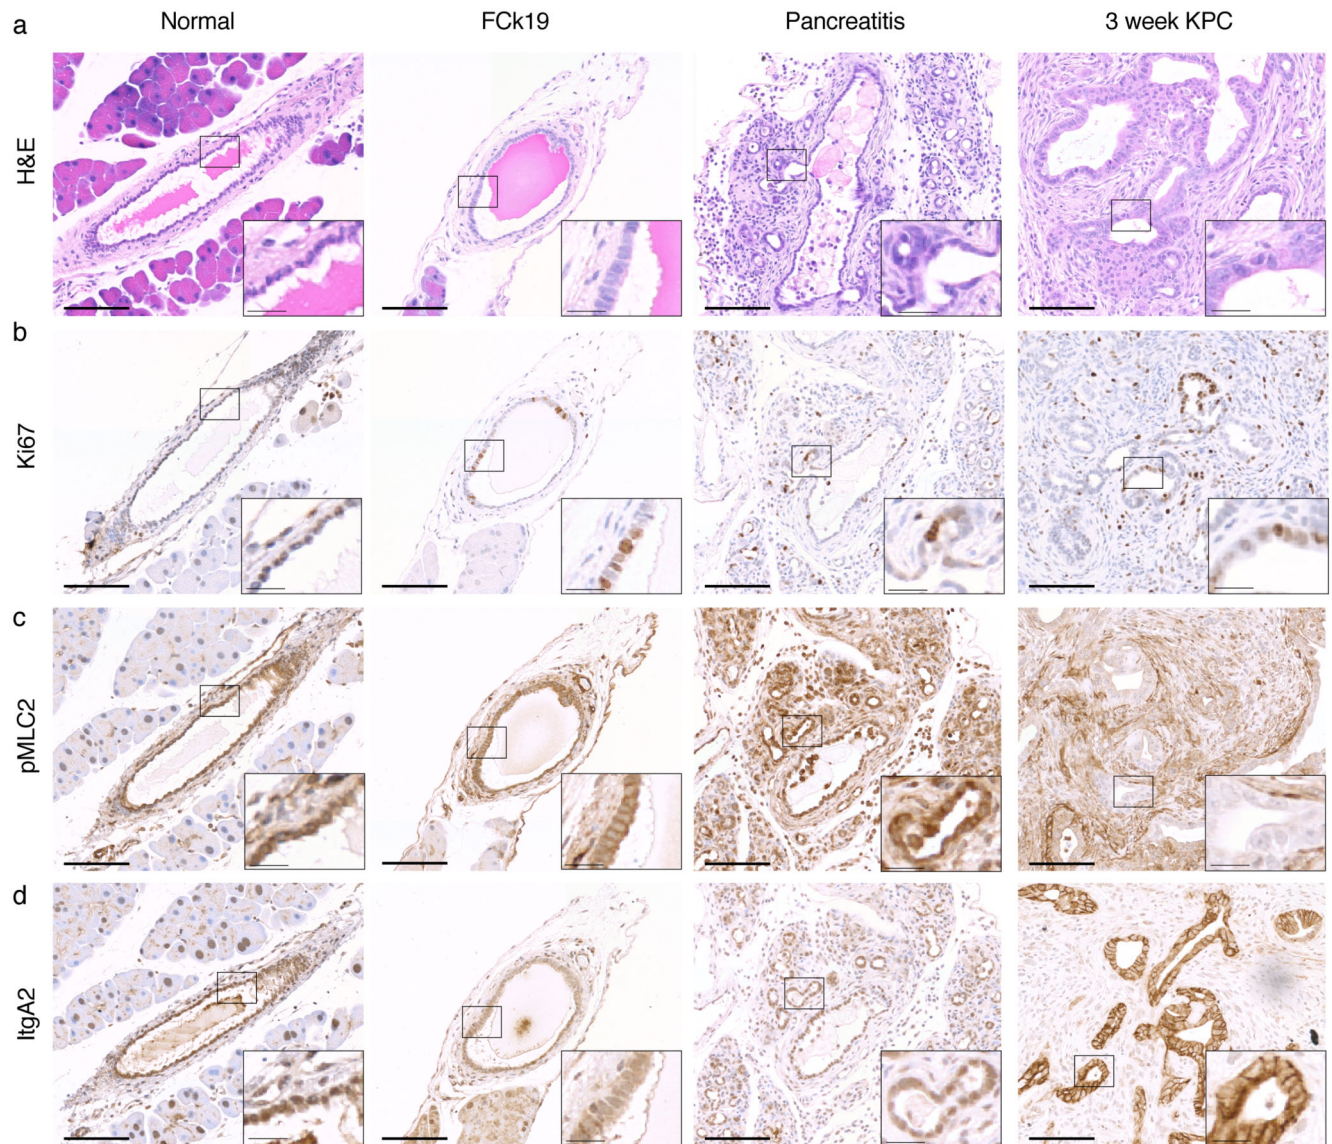 a Normal FCk19 Pancreatitis 3 week KPC
H&E
b
Ki67
c
pMLC2
d
ItgA2